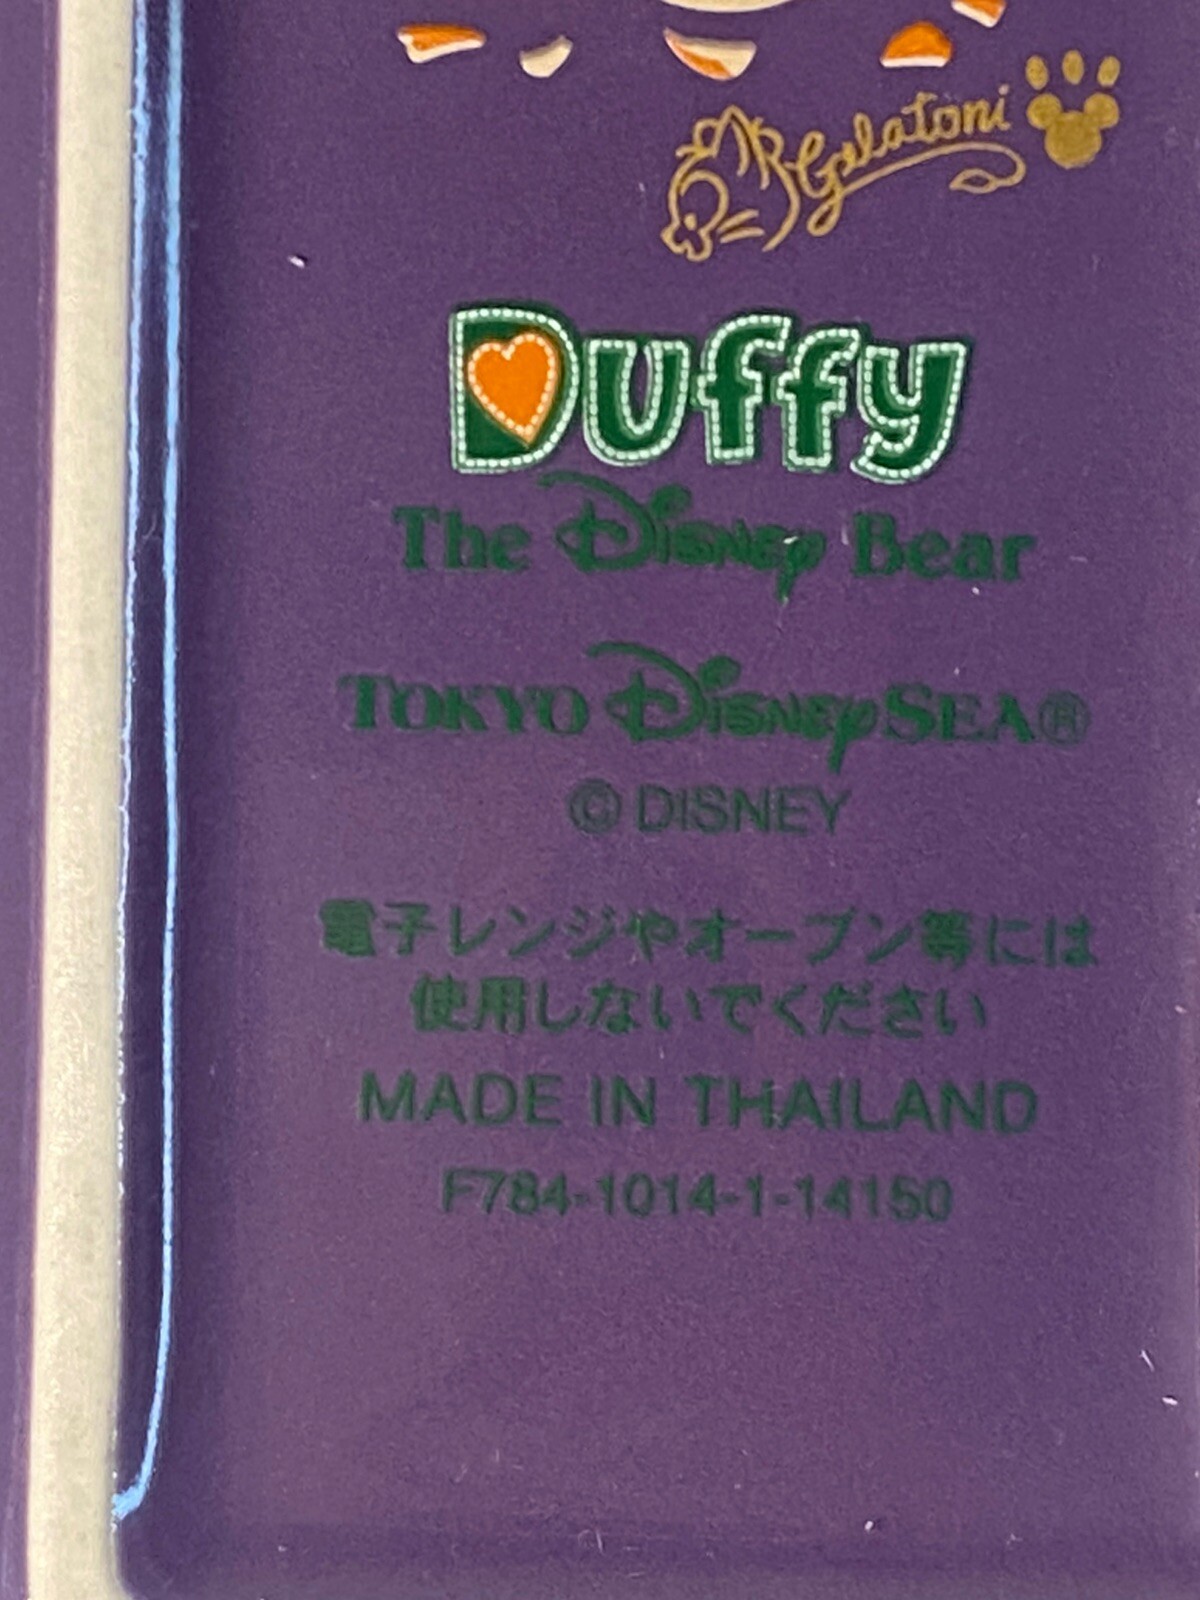 Gelatoni
Duffy
The Disney Bear
TOKYO DISNEYSEA®
© DISNEY
電子レンジやオーブン等には
使用しないでください
MADE IN THAILAND
F784-1014-1-14150